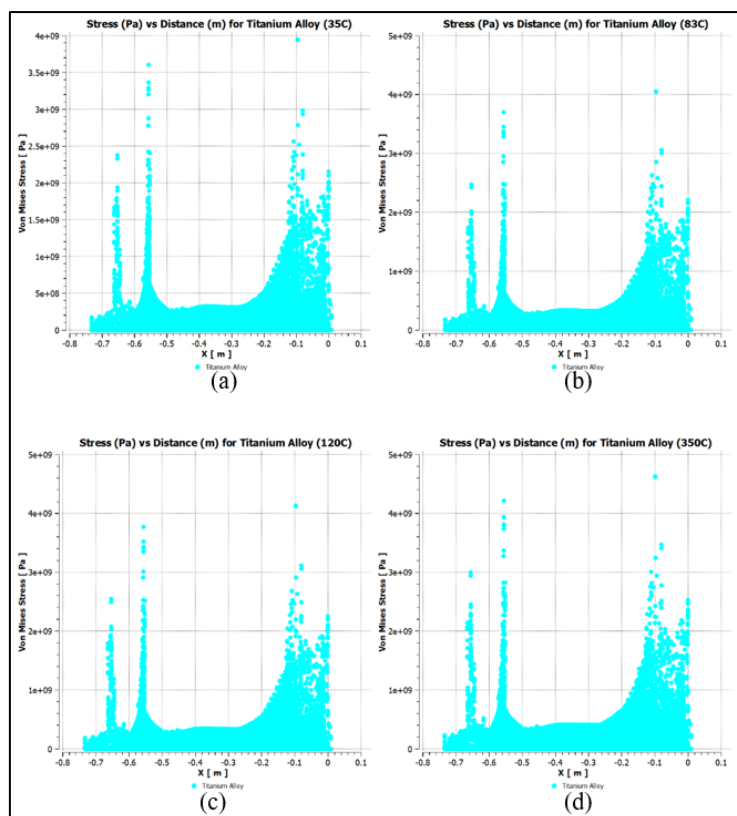 Stress (Pa) vs Distance (m) for Titanium Alloy (35C)
4e+09
3.5e+09
3e+09
2.5e+09
2e+09
1.5e+09
1e+09
5e+08
0
Von Mises Stress [ Pa ]
-0.8 -0.7 -0.6 -0.5 -0.4 -0.3 -0.2 -0.1 0 0.1
X [ m ]
Titanium Alloy
(a)
Stress (Pa) vs Distance (m) for Titanium Alloy (83C)
5e+09
4e+09
3e+09
2e+09
1e+09
0
Von Mises Stress [ Pa ]
-0.8 -0.7 -0.6 -0.5 -0.4 -0.3 -0.2 -0.1 0 0.1
X [ m ]
Titanium Alloy
(b)
Stress (Pa) vs Distance (m) for Titanium Alloy (120C)
5e+09
4e+09
3e+09
2e+09
1e+09
0
Von Mises Stress [ Pa ]
-0.8 -0.7 -0.6 -0.5 -0.4 -0.3 -0.2 -0.1 0 0.1
X [ m ]
Titanium Alloy
(c)
Stress (Pa) vs Distance (m) for Titanium Alloy (350C)
5e+09
4e+09
3e+09
2e+09
1e+09
0
Von Mises Stress [ Pa ]
-0.8 -0.7 -0.6 -0.5 -0.4 -0.3 -0.2 -0.1 0 0.1
X [ m ]
Titanium Alloy
(d)